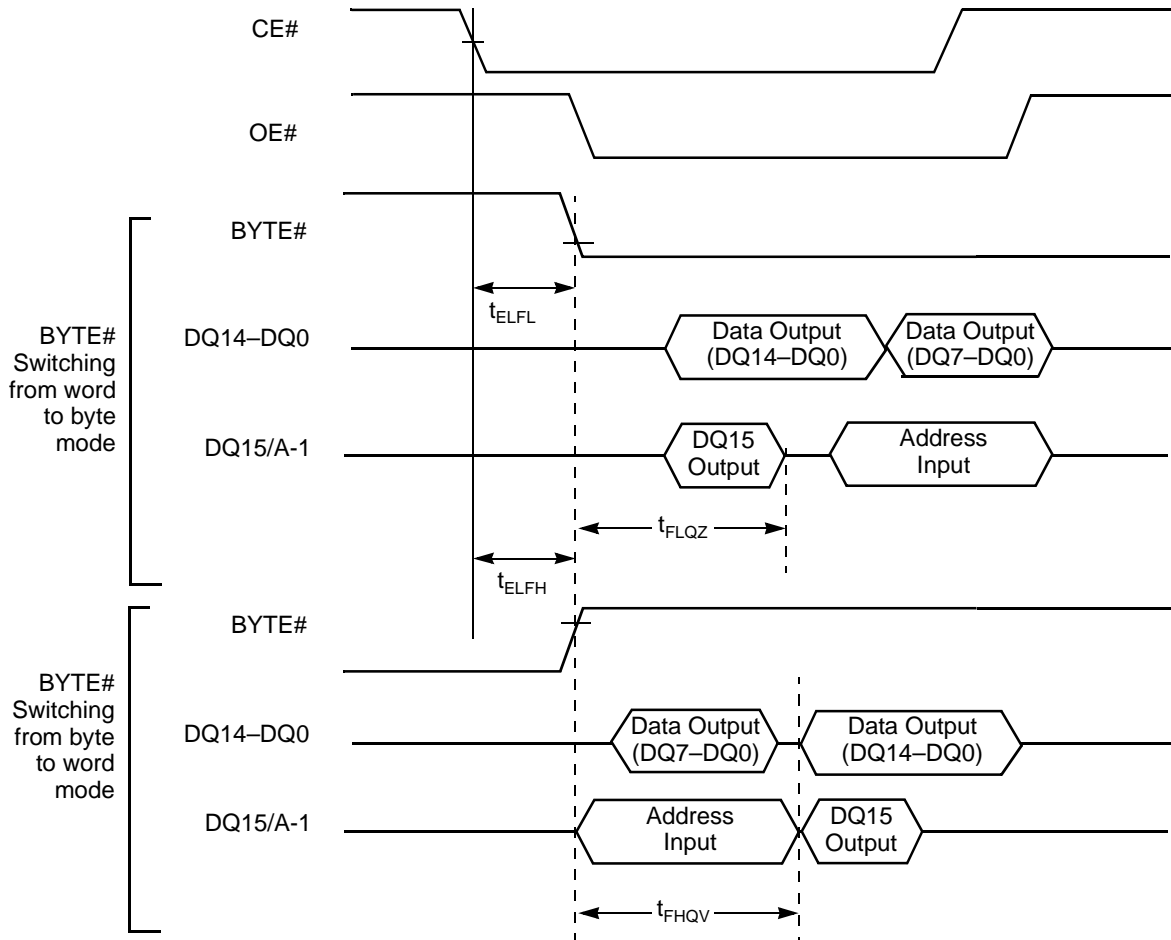 CE#
OE#
BYTE#
tELFL
BYTE#
Switching
from word
to byte
mode
DQ14–DQ0
Data Output
(DQ14–DQ0)
Data Output
(DQ7–DQ0)
DQ15/A-1
DQ15
Output
Address
Input
tFLQZ
tELFH
BYTE#
BYTE#
Switching
from byte
to word
mode
DQ14–DQ0
Data Output
(DQ7–DQ0)
Data Output
(DQ14–DQ0)
DQ15/A-1
Address
Input
DQ15
Output
tFHQV